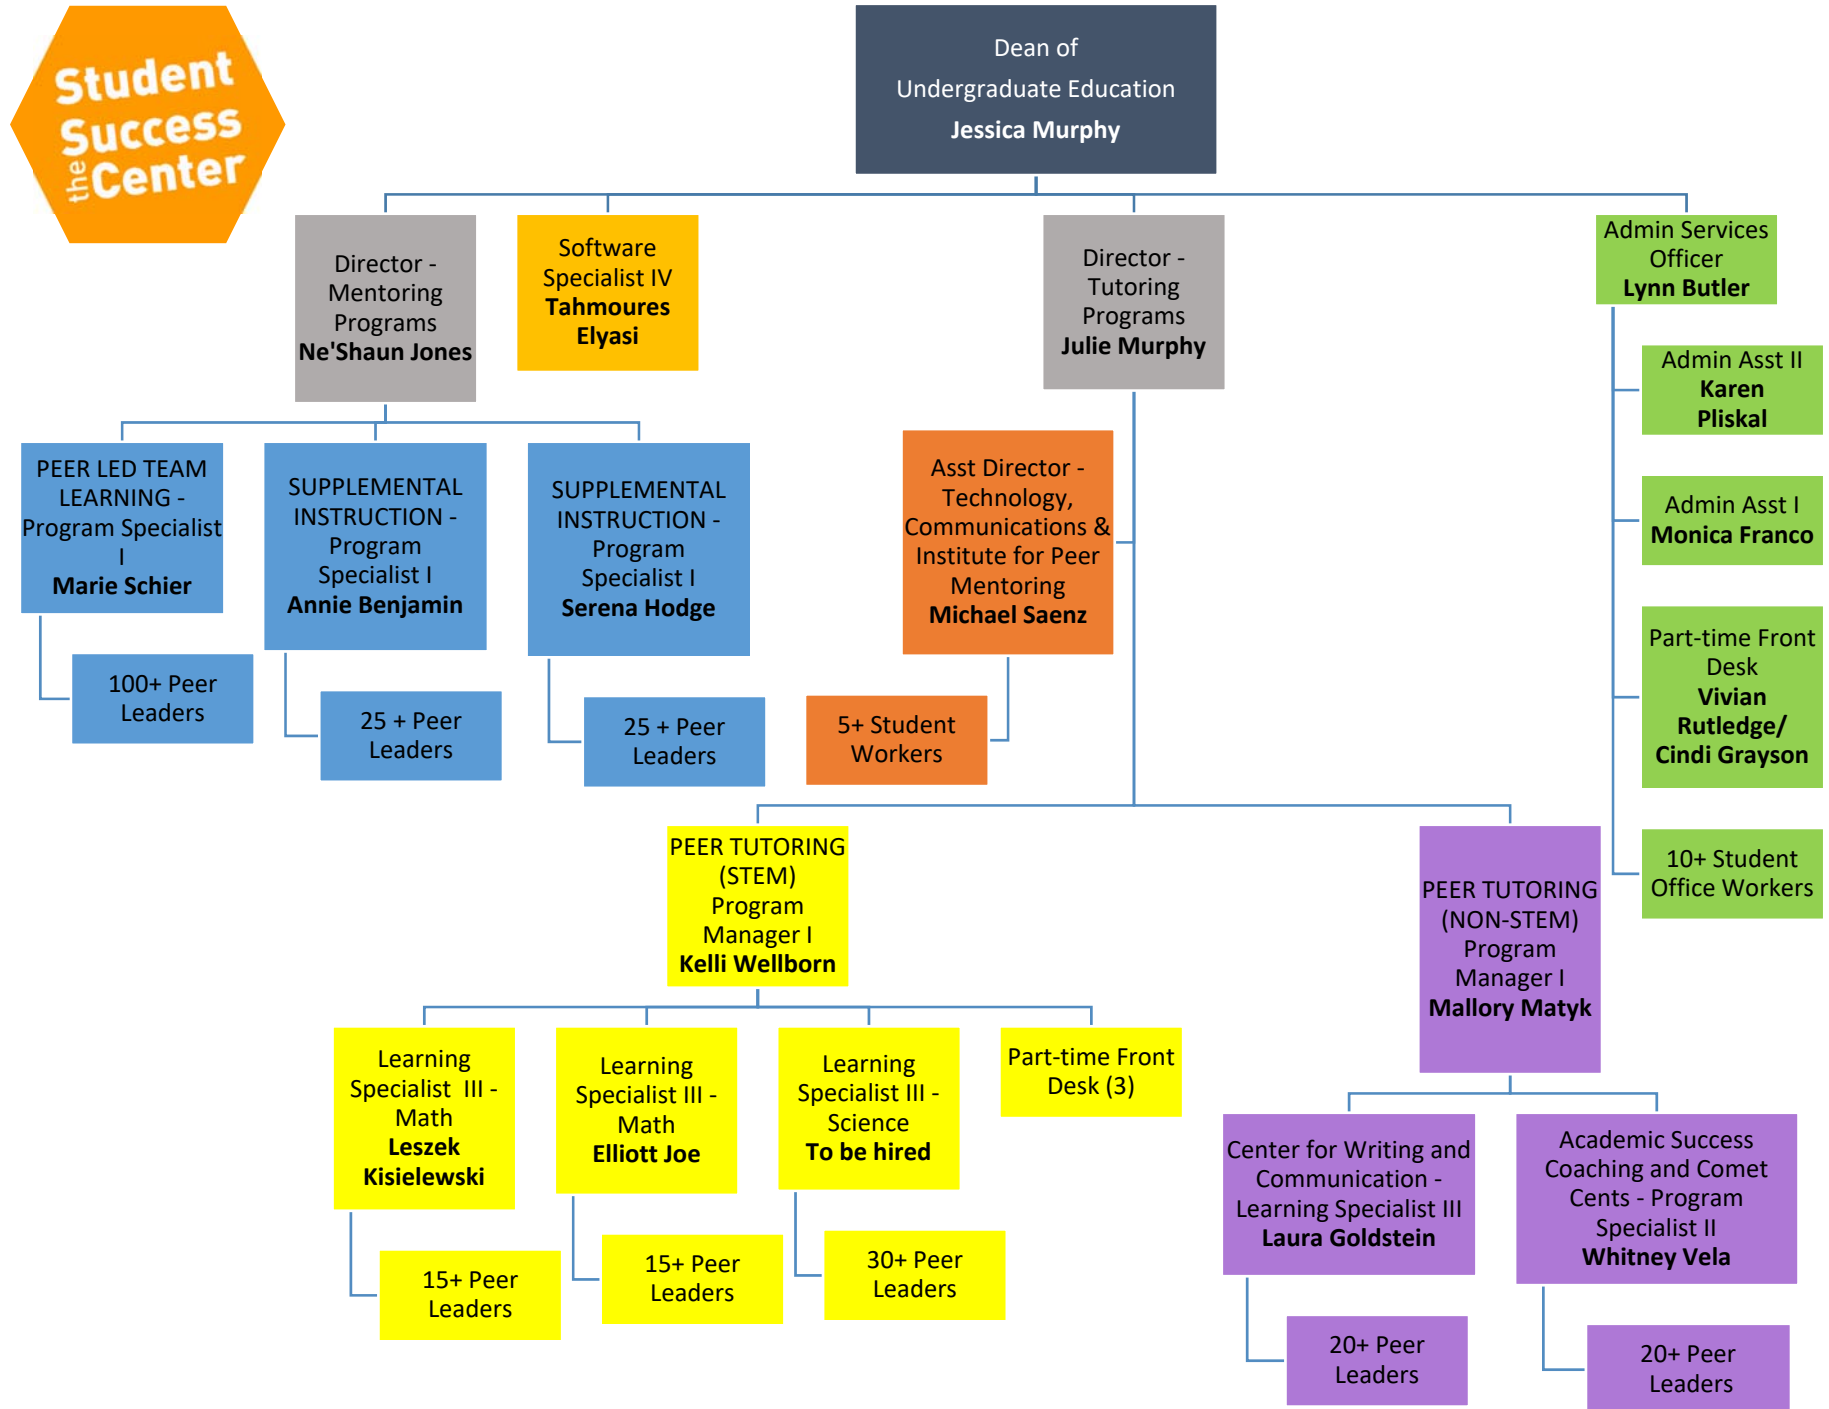 Student
Success
the Center
Dean of
Undergraduate Education
Jessica Murphy
Director -
Mentoring
Programs
Ne'Shaun Jones
Software
Specialist IV
Tahmoures
Elyasi
Director -
Tutoring
Programs
Julie Murphy
Admin Services
Officer
Lynn Butler
Admin Asst II
Karen
Pliskal
Admin Asst I
Monica Franco
Part-time Front
Desk
Vivian
Rutledge/
Cindi Grayson
10+ Student
Office Workers
PEER LED TEAM
LEARNING -
Program Specialist
I
Marie Schier
SUPPLEMENTAL
INSTRUCTION -
Program
Specialist I
Annie Benjamin
SUPPLEMENTAL
INSTRUCTION -
Program
Specialist I
Serena Hodge
Asst Director -
Technology,
Communications &
Institute for Peer
Mentoring
Michael Saenz
100+ Peer
Leaders
25 + Peer
Leaders
25 + Peer
Leaders
5+ Student
Workers
PEER TUTORING
(STEM)
Program
Manager I
Kelli Wellborn
PEER TUTORING
(NON-STEM)
Program
Manager I
Mallory Matyk
Learning
Specialist  III -
Math
Leszek
Kisielewski
Learning
Specialist III -
Math
Elliott Joe
Learning
Specialist III -
Science
To be hired
Part-time Front
Desk (3)
15+ Peer
Leaders
15+ Peer
Leaders
30+ Peer
Leaders
Center for Writing and
Communication -
Learning Specialist III
Laura Goldstein
Academic Success
Coaching and Comet
Cents - Program
Specialist II
Whitney Vela
20+ Peer
Leaders
20+ Peer
Leaders